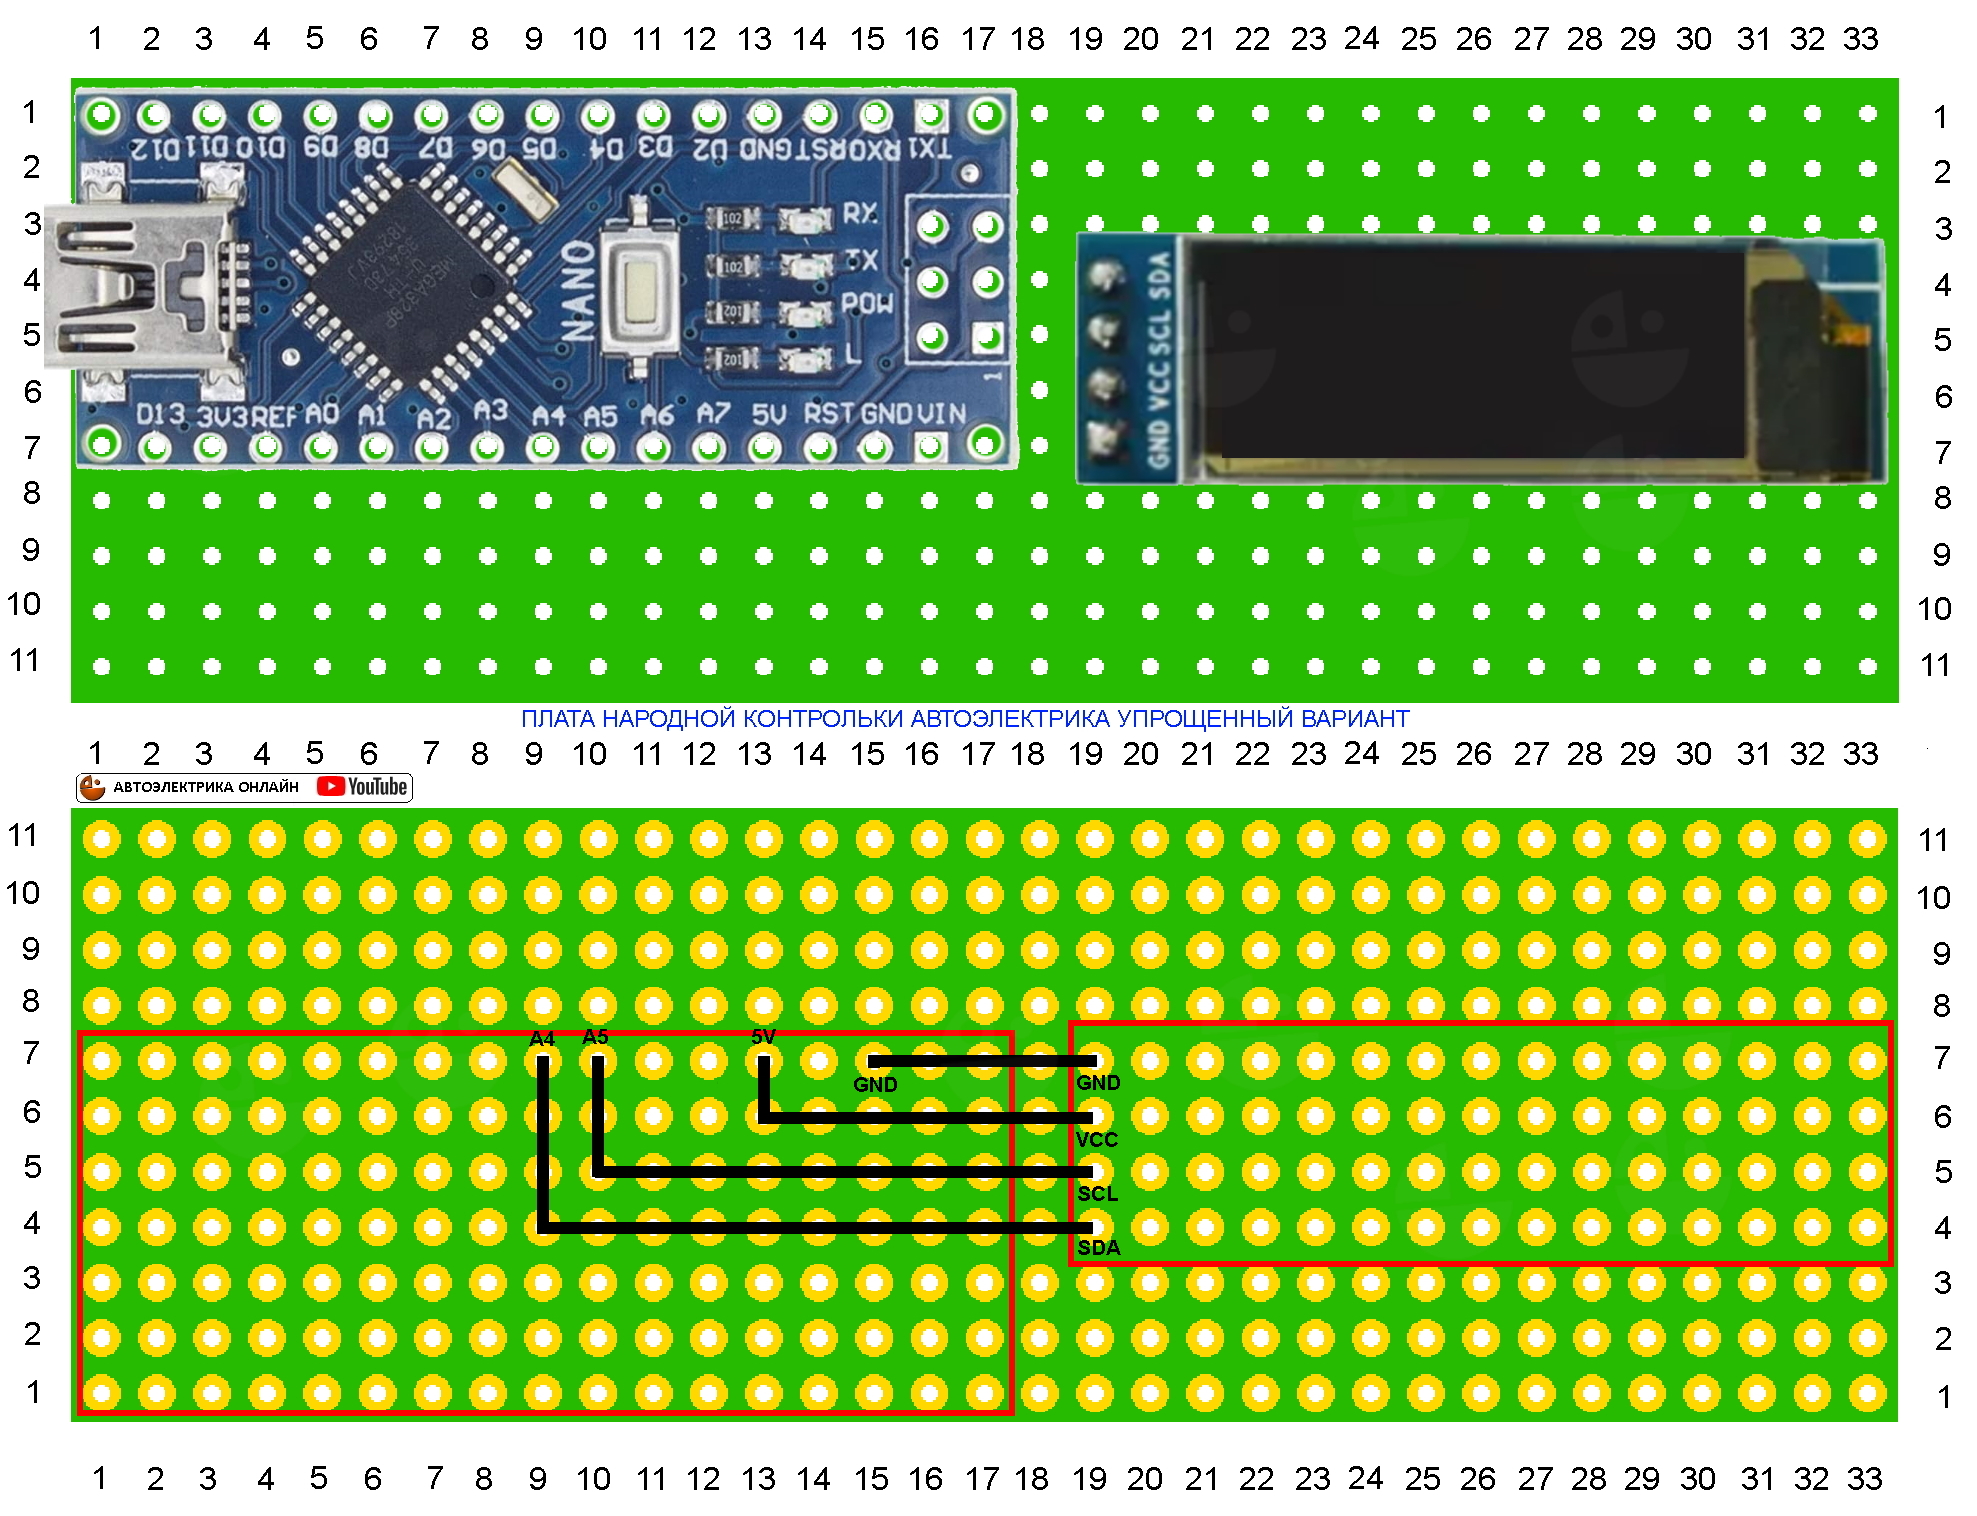 1 2 3 4 5 6 7 8 9 10 11 12 13 14 15 16 17 18 19 20 21 22 23 24 25 26 27 28 29 30 31 32 33
1 1
D12 D11 D10 D9 D8 D7 D6 D5 D4 D3 D2 GND RST RX0 TX1
2 2
3 RX 3
102
4 TX SDA 4
102
NANO
5 POW SCL 5
102
L
102
6 VCC 6
1
D13 3V3 REF A0 A1 A2 A3 A4 A5 A6 A7 5V RST GND VIN
7 GND 7
8 8
9 9
10 10
11 11
ПЛАТА НАРОДНОЙ КОНТРОЛЬКИ АВТОЭЛЕКТРИКА УПРОЩЕННЫЙ ВАРИАНТ
1 2 3 4 5 6 7 8 9 10 11 12 13 14 15 16 17 18 19 20 21 22 23 24 25 26 27 28 29 30 31 32 33
АВТОЭЛЕКТРИКА ОНЛАЙН YouTube
11 11
10 10
9 9
8 8
A4 A5 5V
7 7
GND GND
6 6
VCC
5 5
SCL
4 4
SDA
3 3
2 2
1 1
1 2 3 4 5 6 7 8 9 10 11 12 13 14 15 16 17 18 19 20 21 22 23 24 25 26 27 28 29 30 31 32 33